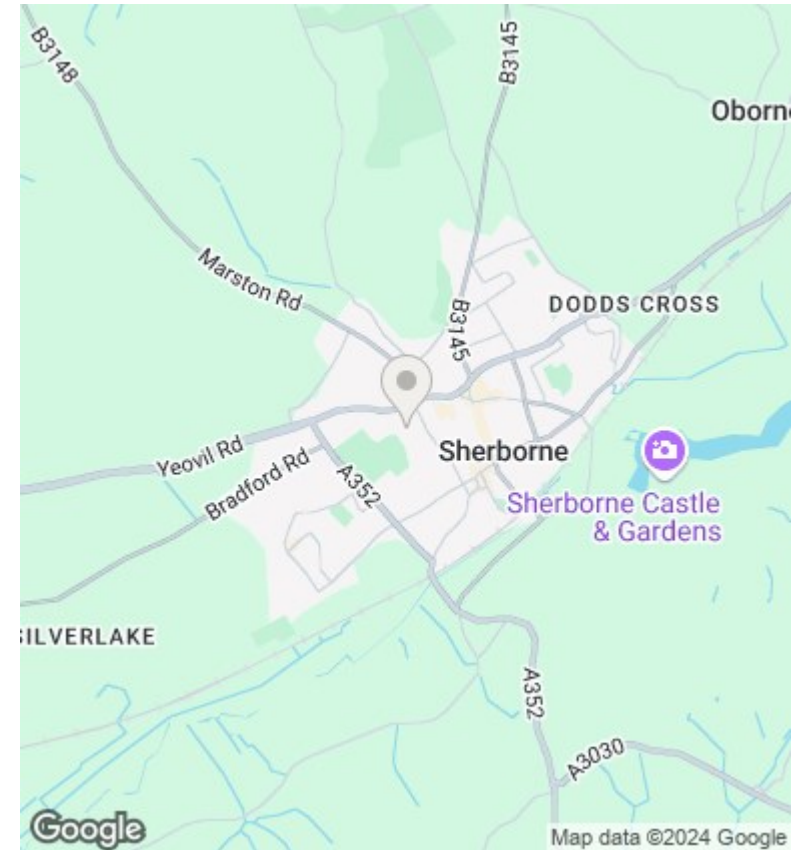 B3148
B3145
Oborne
Marston Rd
DODDS CROSS
B3145
Sherborne
Yeovil Rd
Bradford Rd
A352
Sherborne Castle
& Gardens
SILVERLAKE
A352
A3030
Google
Map data ©2024 Google